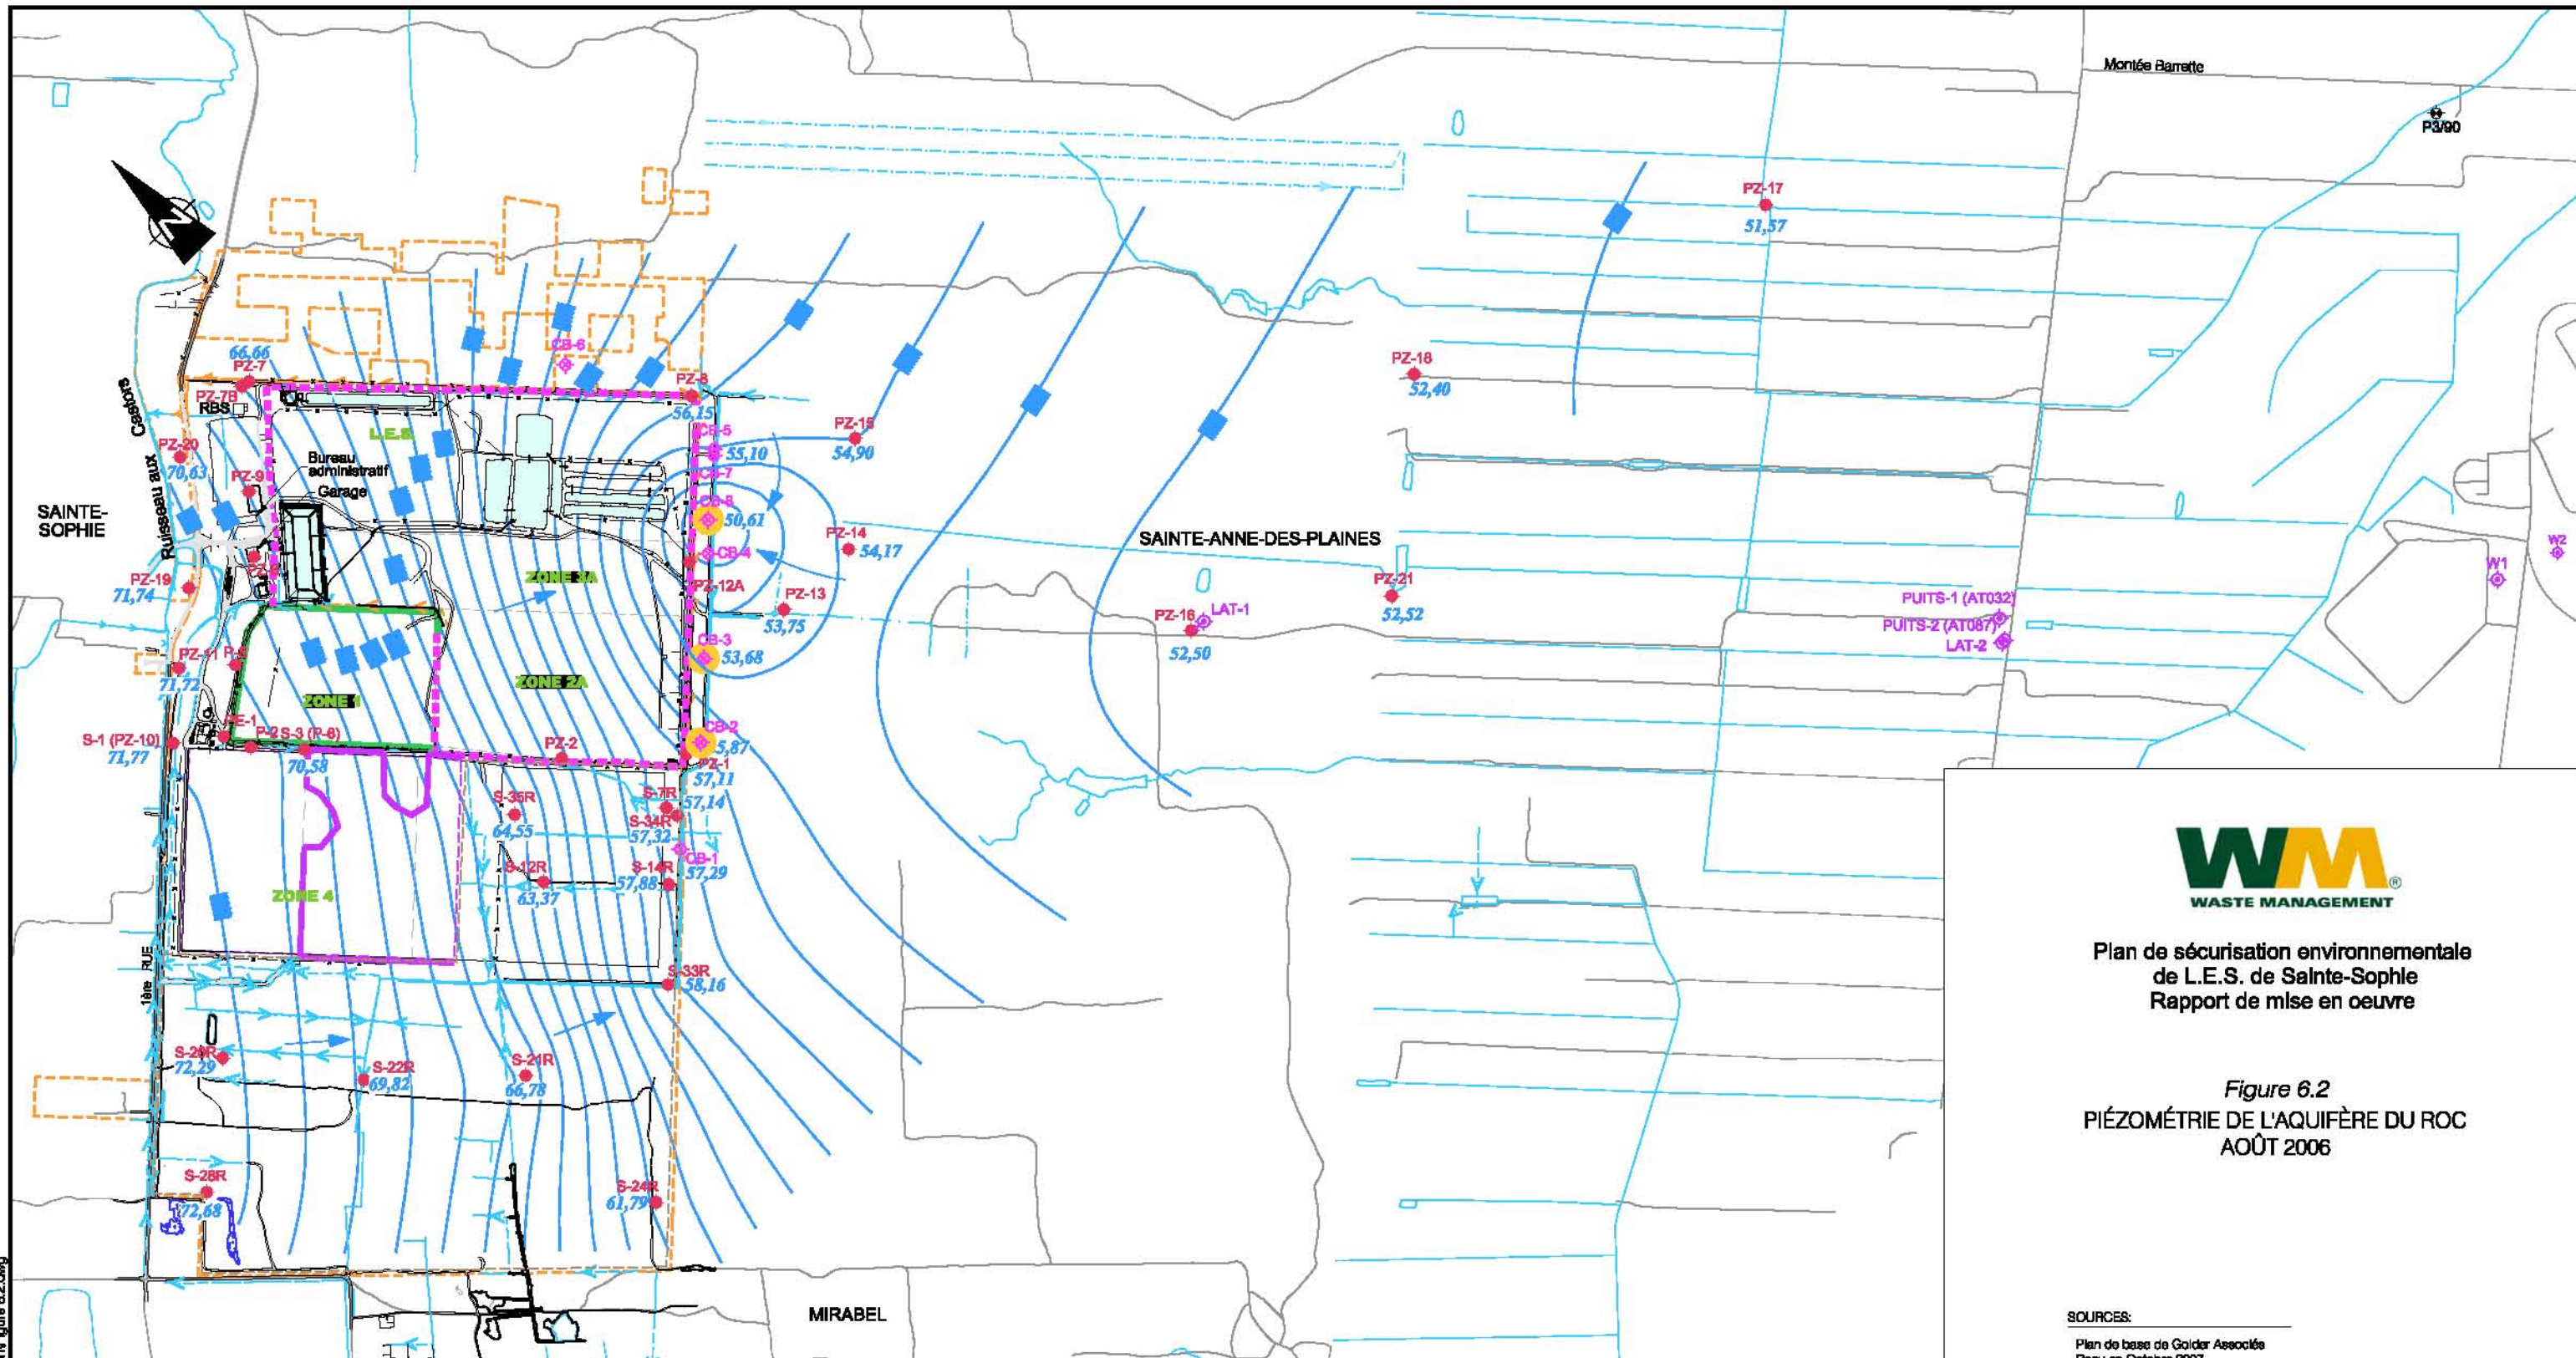 Montée Barrette
P3/90
PZ-17
51,57
N
CB-6
66,66
PZ-7
PZ-7B
RBS
PZ-8
56,15
PZ-18
52,40
Ruisseau aux Castors
L.E.S.
CB-5
55,10
PZ-15
54,90
PZ-20
70,63
Bureau
administratif
Garage
PZ-9
CB-7
50,61
SAINTE-
SOPHIE
CB-4
PZ-14
54,17
SAINTE-ANNE-DES-PLAINES
PZ-19
71,74
ZONE 3A
PZ-12A
PZ-13
53,75
PZ-21
52,52
PZ-16
LAT-1
52,50
W1
W2
PUITS-1 (AT032)
PUITS-2 (AT087)
LAT-2
CB-3
53,68
PZ-11
71,72
ZONE 1
ZONE 2A
S-1 (PZ-10)
71,77
PE-1
P-2
S-3 (P-6)
70,58
PZ-2
CB-2
5,87
PZ-1
57,11
S-35R
64,55
S-7R
57,14
S-34R
57,32
CB-1
57,29
S-12R
63,37
S-14R
57,88
ZONE 4
1ère RUE
S-33R
58,16
72,29
S-22R
69,82
S-21R
66,78
S-28R
72,68
S-24R
61,79
MIRABEL
WM
WASTE MANAGEMENT
Plan de sécurisation environnementale
de L.E.S. de Sainte-Sophie
Rapport de mise en oeuvre
Figure 6.2
PIÉZOMÉTRIE DE L'AQUIFÈRE DU ROC
AOÛT 2006
SOURCES:
Plan de base de Golder Associés